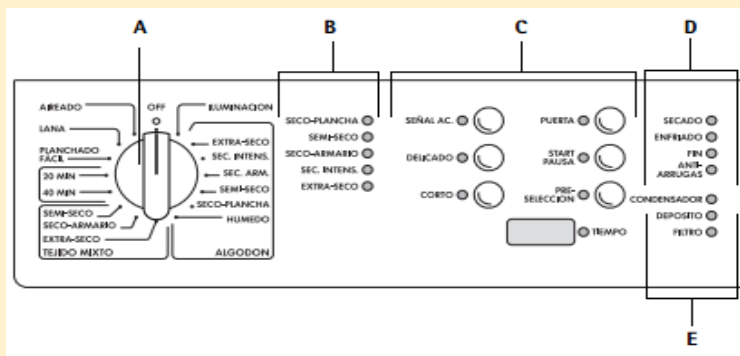 A
B
C
D
AIREADO
OFF
ILUMINACION
LANA
PLANCHADO
FÁCIL
20 MIN
40 MIN
SEMI-SECO
SECO-ARMARIO
EXTRA-SECO
TEJIDO MIXTO
EXTRA-SECO
SEC. INTENS.
SEC. ARM.
SEMI-SECO
SECO-PLANCHA
HUMEDO
ALGODON
SECO-PLANCHA
SEMI-SECO
SECO-ARMARIO
SEC. INTENS.
EXTRA-SECO
SEÑAL AC.
DELICADO
CORTO
PUERTA
START
PAUSA
PRE-
SELECCIÓN
TIEMPO
SECADO
ENFRIADO
FIN
ANTI-
ARRUGAS
CONDENSADOR
DEPOSITO
FILTRO
E